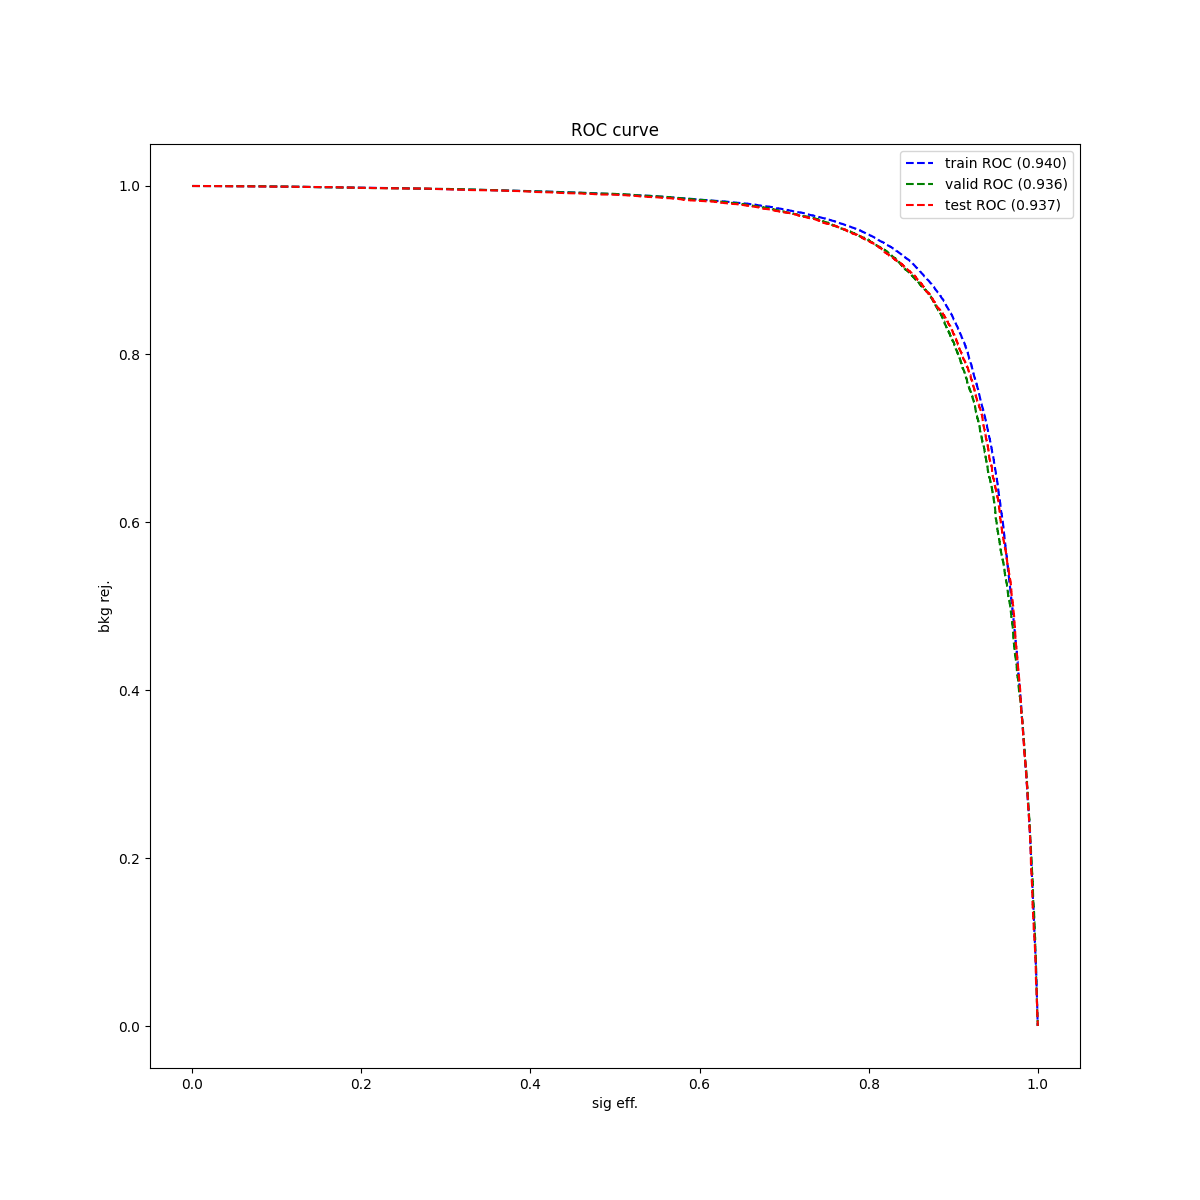 ROC curve
train ROC (0.940)
valid ROC (0.936)
test ROC (0.937)
1.0
0.8
0.6
0.4
0.2
0.0
bkg rej.
0.0 0.2 0.4 0.6 0.8 1.0
sig eff.